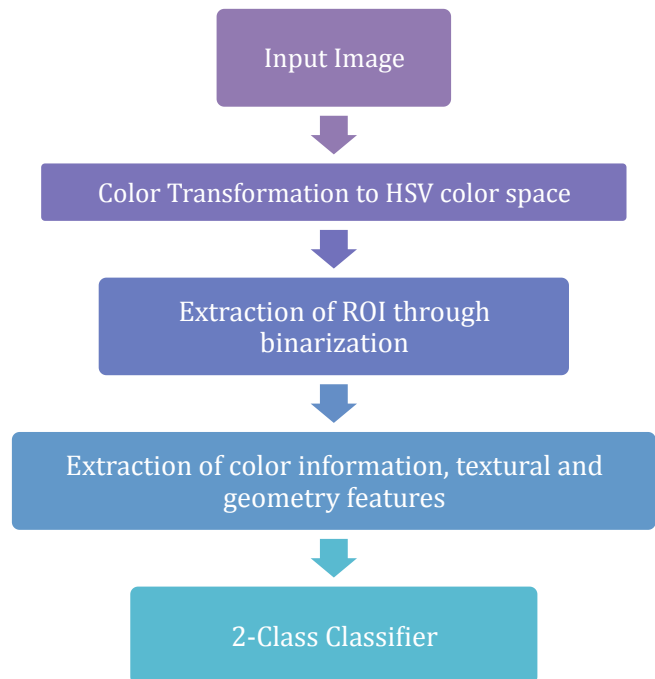 Input Image
Color Transformation to HSV color space
Extraction of ROI through
binarization
Extraction of color information, textural and
geometry features
2-Class Classifier